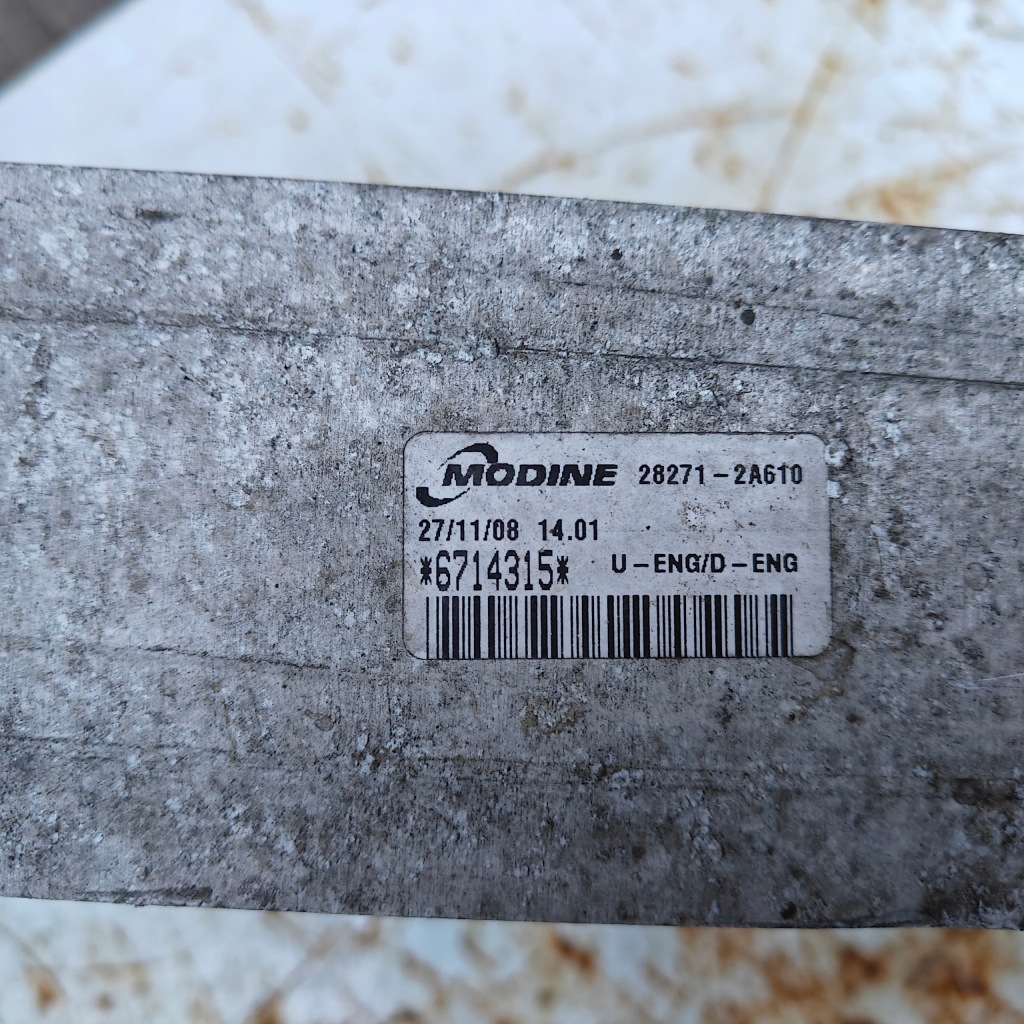 MODINE 28271-2A610
27/11/08 14.01
*6714315* U-ENG/D-ENG